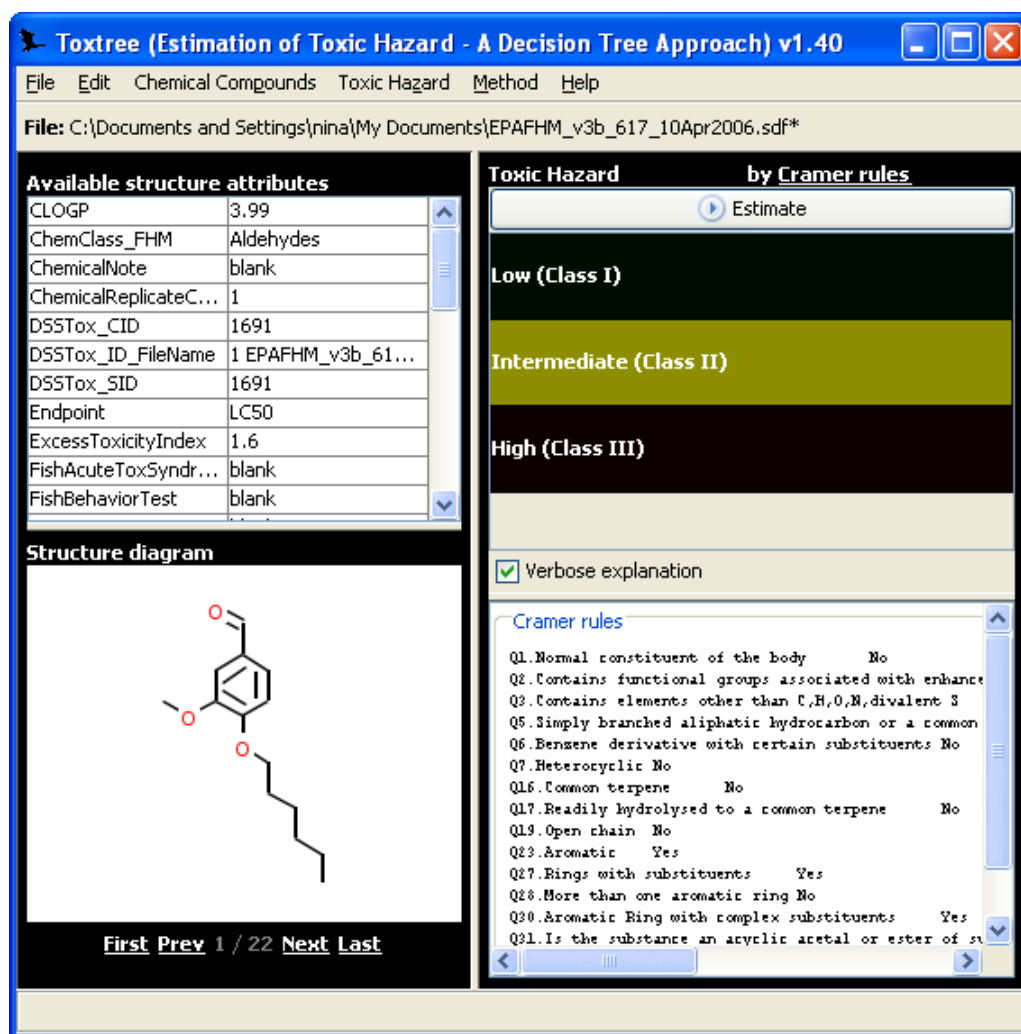 Toxtree (Estimation of Toxic Hazard - A Decision Tree Approach) v1.40
File Edit Chemical Compounds Toxic Hazard Method Help
File: C:\Documents and Settings\nina\My Documents\EPAFHM_v3b_617_10Apr2006.sdf*
Available structure attributes
CLOGP 3.99
ChemClass_FHM Aldehydes
ChemicalNote blank
ChemicalReplicateC... 1
DSSTox_CID 1691
DSSTox_ID_FileName 1 EPAFHM_v3b_61...
DSSTox_SID 1691
Endpoint LC50
ExcessToxicityIndex 1.6
FishAcuteToxSyndr... blank
FishBehaviorTest blank
Structure diagram
O
O
O
First Prev 1 / 22 Next Last
Toxic Hazard by Cramer rules
Estimate
Low (Class I)
Intermediate (Class II)
High (Class III)
Verbose explanation
Cramer rules
Q1.Normal constituent of the body No
Q2.Contains functional groups associated with enhance
Q3.Contains elements other than C,H,O,N,divalent S
Q5.Simply branched aliphatic hydrocarbon or a common
Q6.Benzene derivative with certain substituents No
Q7.Heterocyclic No
Q16.Common terpene No
Q17.Readily hydrolysed to a common terpene No
Q19.Open chain No
Q23.Aromatic Yes
Q27.Rings with substituents Yes
Q28.More than one aromatic ring No
Q30.Aromatic Ring with complex substituents Yes
Q31.Is the substance an acyclic acetal or ester of